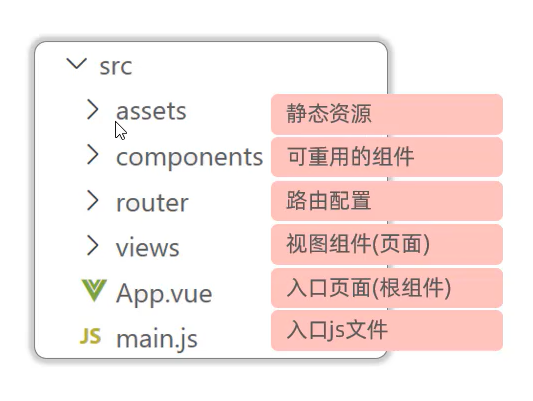 src
assets 静态资源
components 可重用的组件
router 路由配置
views 视图组件(页面)
App.vue 入口页面(根组件)
JS main.js 入口js文件